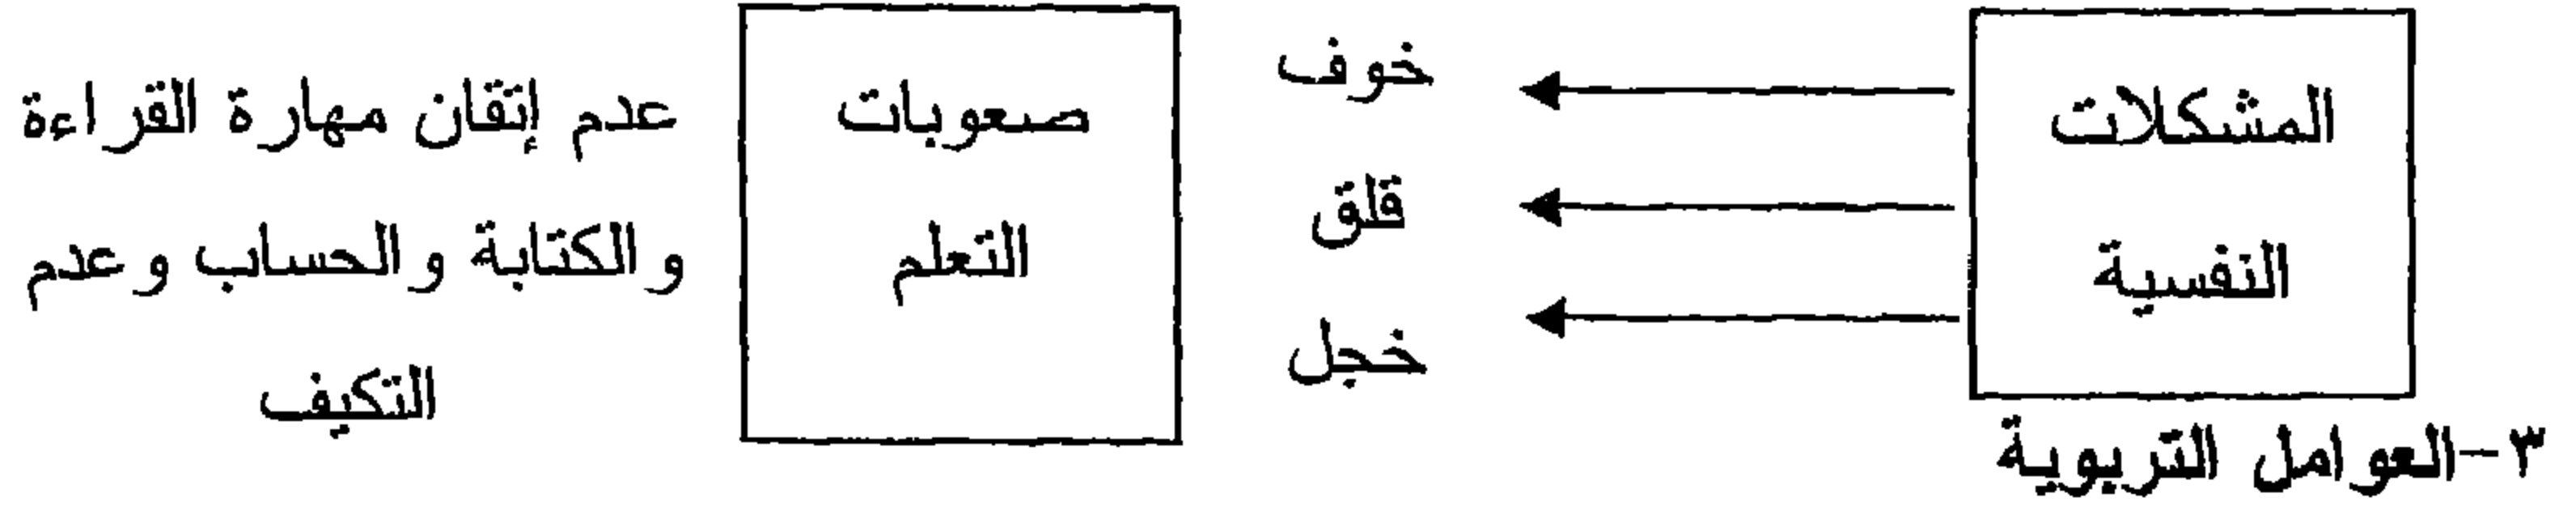 المشكلات
النفسية
خوف
قلق
خجل
صعوبات
التعلم
عدم إتقان مهارة القراءة
والكتابة والحساب وعدم
التكيف
٣-العوامل التربوية